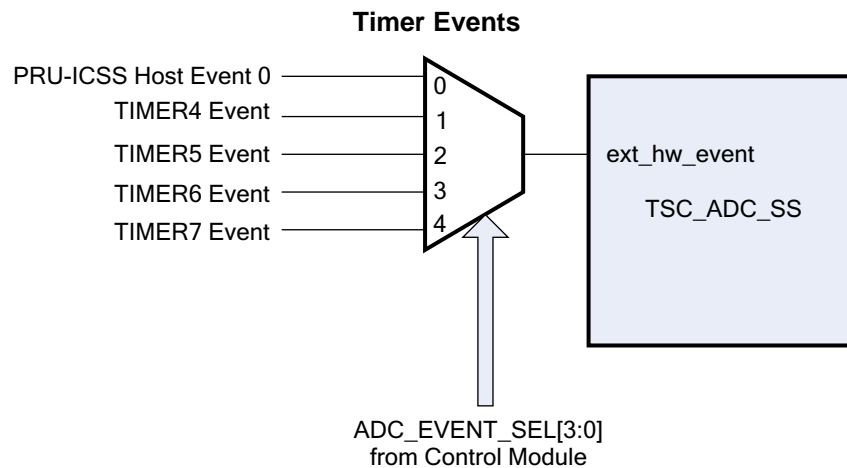 Timer Events
PRU-ICSS Host Event 0
0
TIMER4 Event
1
TIMER5 Event
2
ext_hw_event
TIMER6 Event
3
TSC_ADC_SS
TIMER7 Event
4
ADC_EVENT_SEL[3:0]
from Control Module